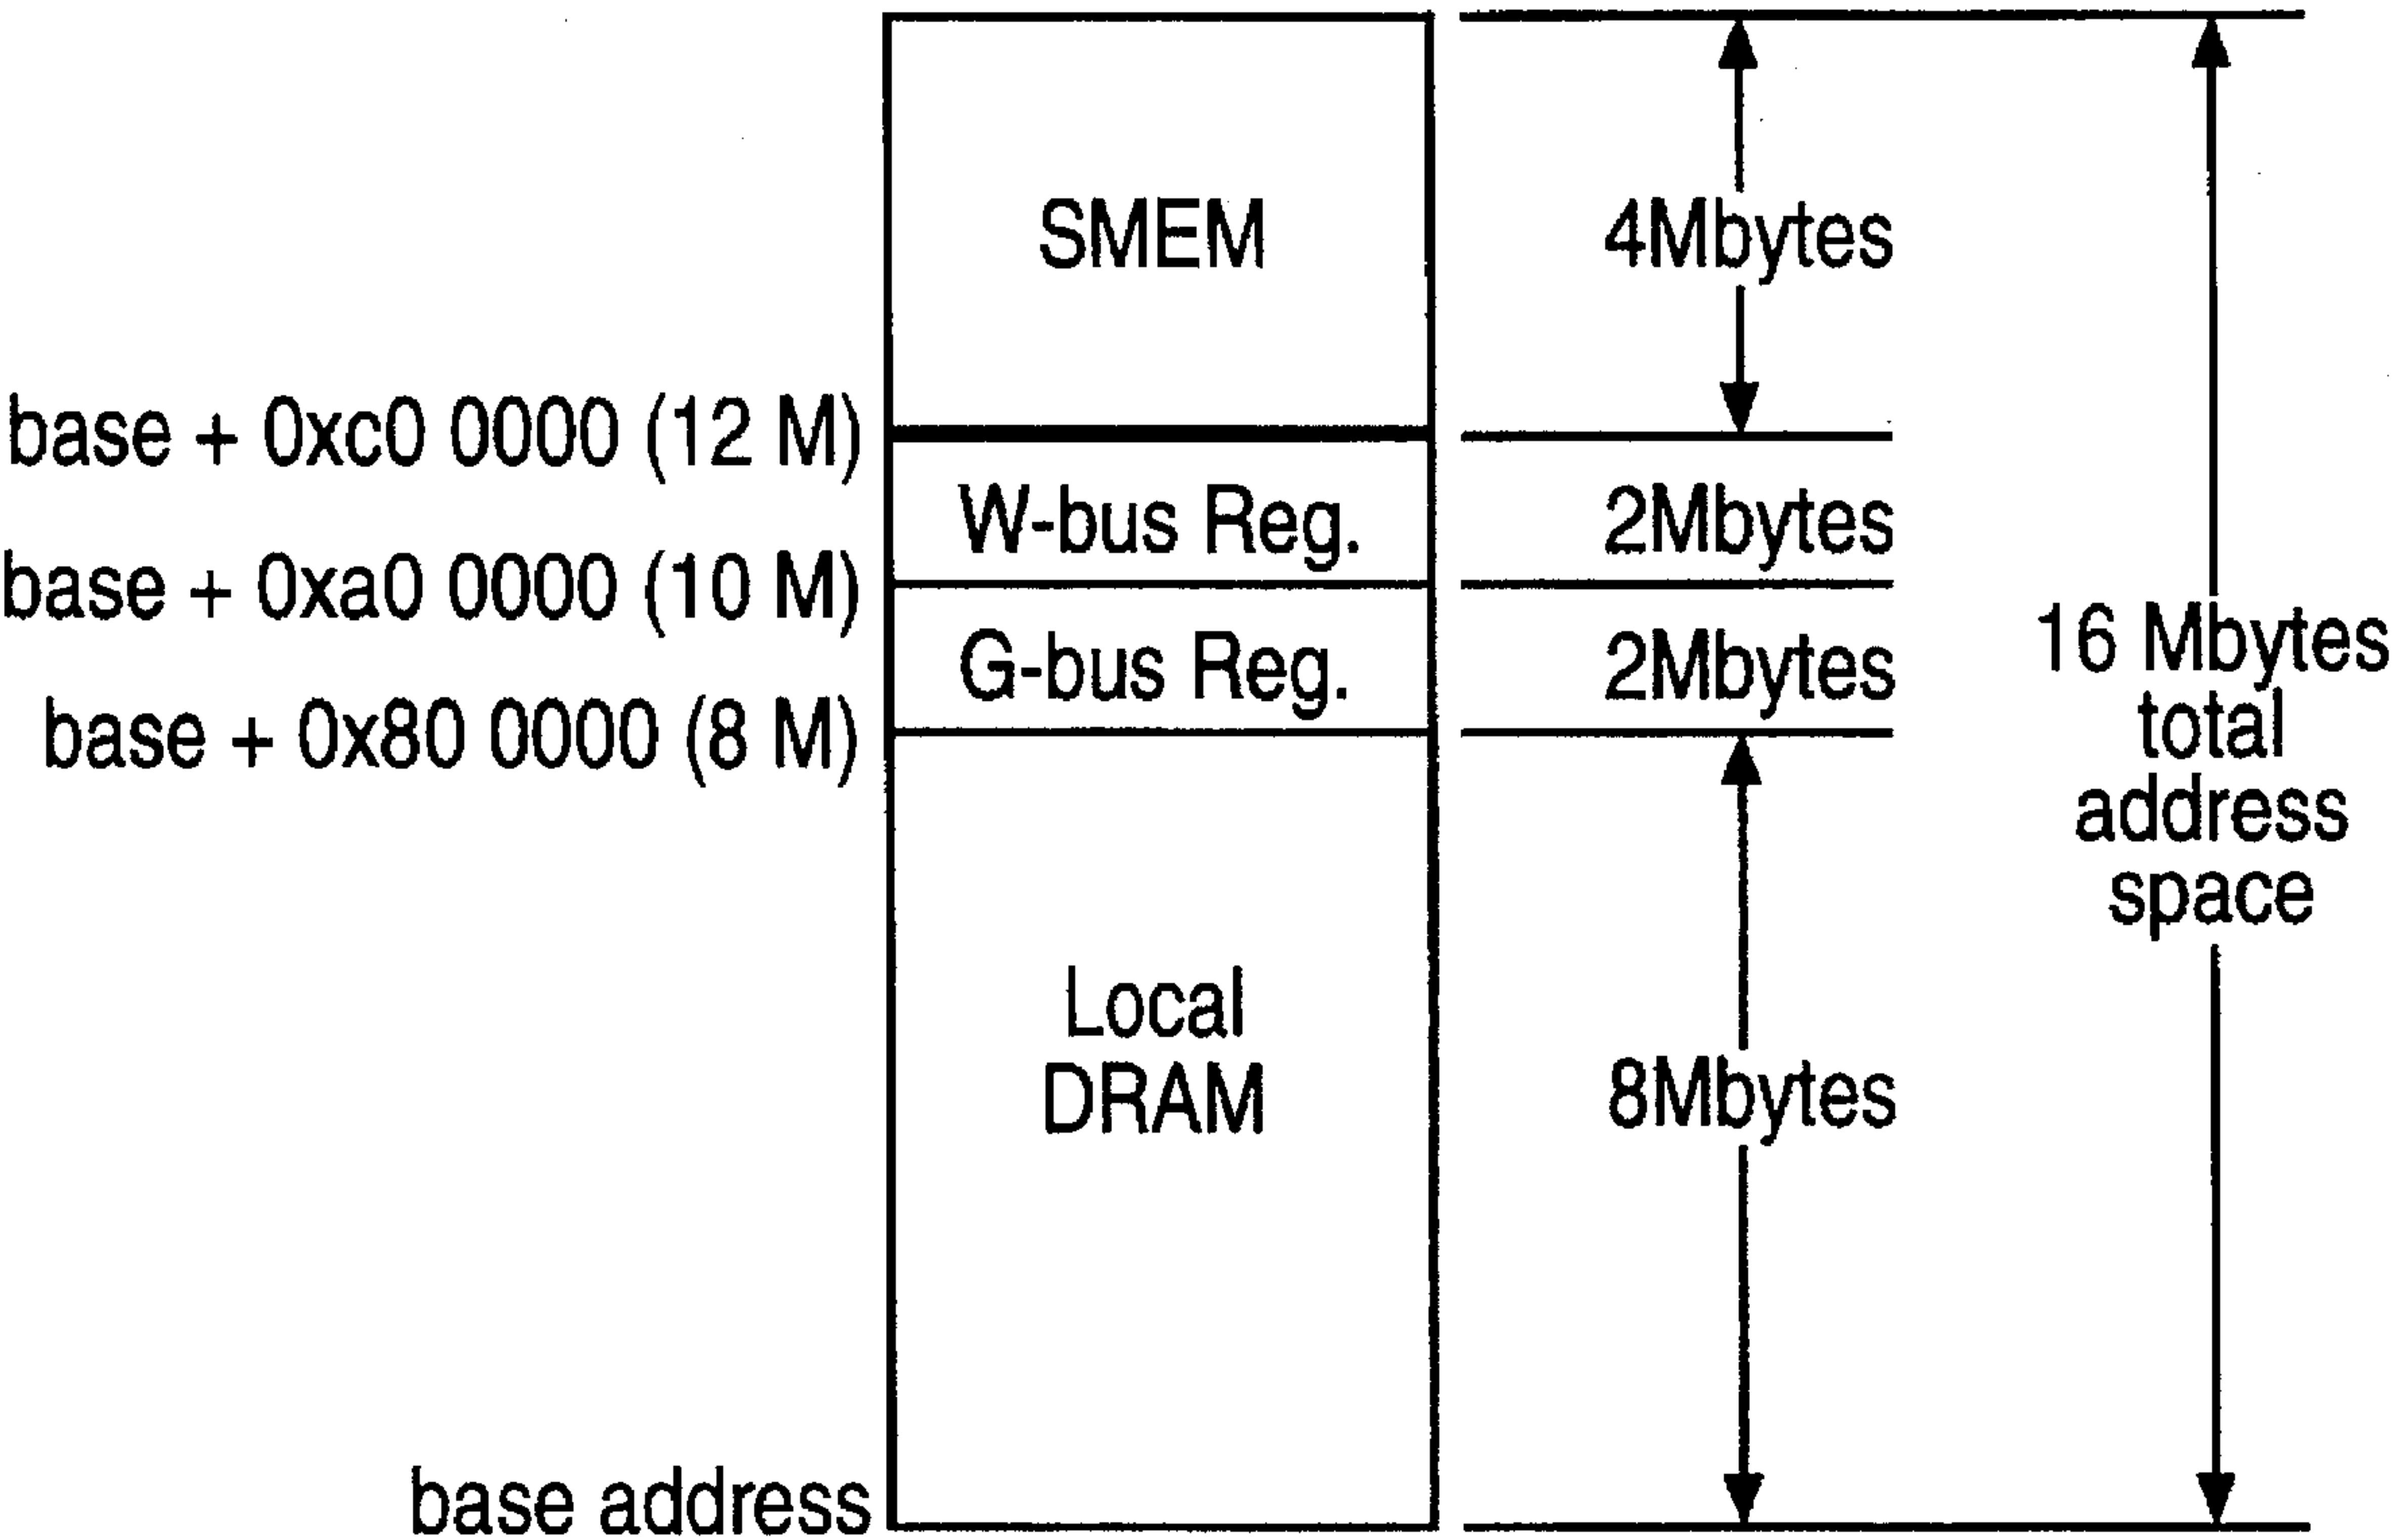 SMEM
4Mbytes
base + 0xc0 0000 (12 M)
W-bus Reg.
2Mbytes
base + 0xa0 0000 (10 M)
G-bus Reg.
2Mbytes
16 Mbytes
total
address
space
base + 0x80 0000 (8 M)
Local
DRAM
8Mbytes
base address